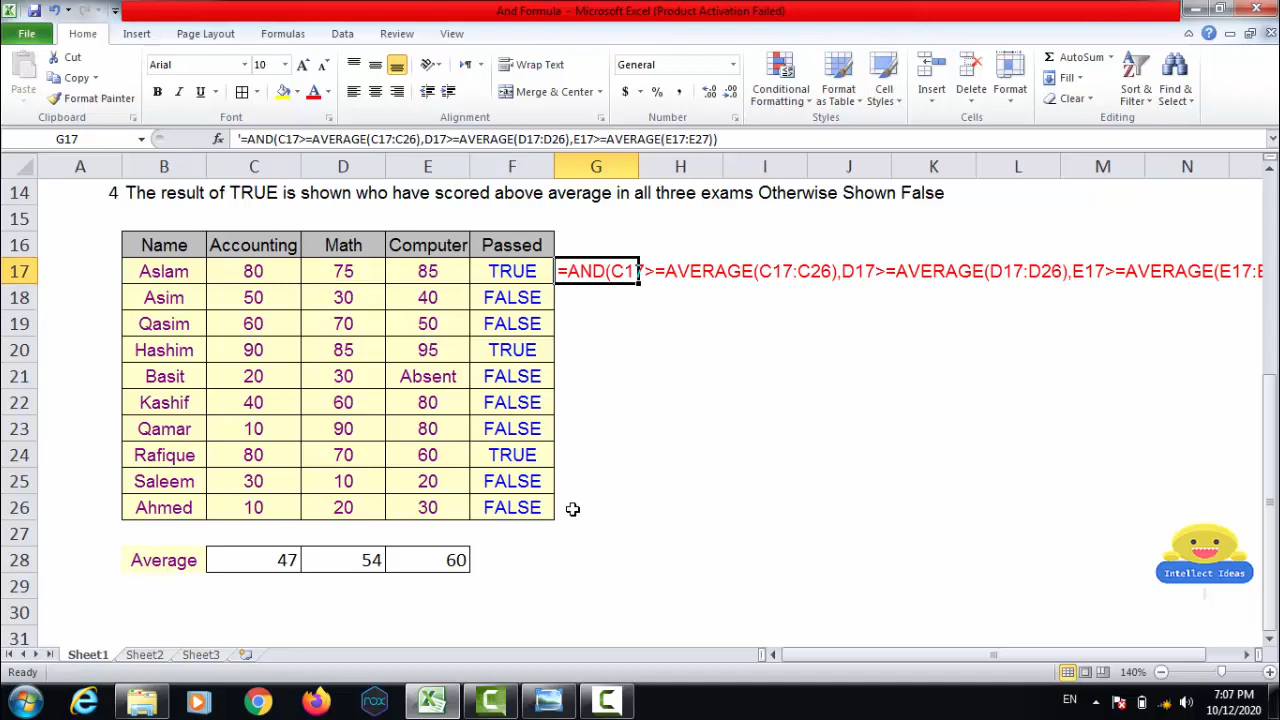 And Formula - Microsoft Excel (Product Activation Failed)
File Home Insert Page Layout Formulas Data Review View
Paste Cut Copy Format Painter Clipboard
Arial 10 Font
Wrap Text Merge & Center Alignment
General Number
Conditional Formatting Format as Table Cell Styles Styles
Insert Delete Format Cells
AutoSum Fill Clear Sort & Filter Find & Select Editing
G17 fx '=AND(C17>=AVERAGE(C17:C26),D17>=AVERAGE(D17:D26),E17>=AVERAGE(E17:E27))
A B C D E F G H I J K L M N
14 4 The result of TRUE is shown who have scored above average in all three exams Otherwise Shown False
15
16 Name Accounting Math Computer Passed
17 Aslam 80 75 85 TRUE =AND(C17>=AVERAGE(C17:C26),D17>=AVERAGE(D17:D26),E17>=AVERAGE(E17:E
18 Asim 50 30 40 FALSE
19 Qasim 60 70 50 FALSE
20 Hashim 90 85 95 TRUE
21 Basit 20 30 Absent FALSE
22 Kashif 40 60 80 FALSE
23 Qamar 10 90 80 FALSE
24 Rafique 80 70 60 TRUE
25 Saleem 30 10 20 FALSE
26 Ahmed 10 20 30 FALSE
27
28 Average 47 54 60
29
30
31
Intellect Ideas
Sheet1 Sheet2 Sheet3
Ready 140%
EN 7:07 PM
10/12/2020